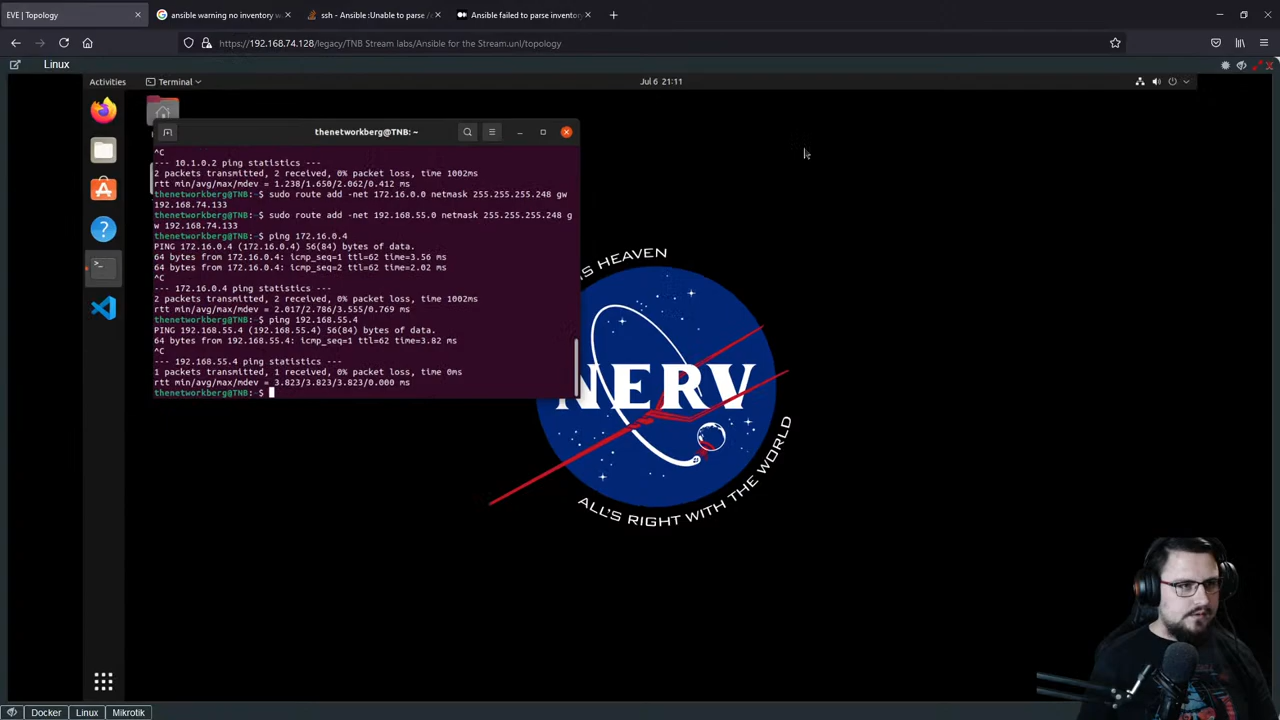 EVE | Topology
ansible warning no inventory w
ssh - Ansible :Unable to parse /
Ansible failed to parse inventory
https://192.168.74.128/legacy/TNB Stream labs/Ansible for the Stream.unl/topology
Linux
Activities
Terminal
Jul 6 21:11
thenetworkberg@TNB: ~
^C
--- 10.1.0.2 ping statistics ---
2 packets transmitted, 2 received, 0% packet loss, time 1002ms
rtt min/avg/max/mdev = 1.238/1.650/2.062/0.412 ms
thenetworkberg@TNB:~$ sudo route add -net 172.16.0.0 netmask 255.255.255.248 gw
192.168.74.133
thenetworkberg@TNB:~$ sudo route add -net 192.168.55.0 netmask 255.255.255.248 g
w 192.168.74.133
thenetworkberg@TNB:~$ ping 172.16.0.4
PING 172.16.0.4 (172.16.0.4) 56(84) bytes of data.
64 bytes from 172.16.0.4: icmp_seq=1 ttl=62 time=3.56 ms
64 bytes from 172.16.0.4: icmp_seq=2 ttl=62 time=2.02 ms
^C
--- 172.16.0.4 ping statistics ---
2 packets transmitted, 2 received, 0% packet loss, time 1002ms
rtt min/avg/max/mdev = 2.017/2.786/3.555/0.769 ms
thenetworkberg@TNB:~$ ping 192.168.55.4
PING 192.168.55.4 (192.168.55.4) 56(84) bytes of data.
64 bytes from 192.168.55.4: icmp_seq=1 ttl=62 time=3.82 ms
^C
--- 192.168.55.4 ping statistics ---
1 packets transmitted, 1 received, 0% packet loss, time 0ms
rtt min/avg/max/mdev = 3.823/3.823/3.823/0.000 ms
thenetworkberg@TNB:~$
IS HEAVEN
NERV
ALL'S RIGHT WITH THE WORLD
Docker
Linux
Mikrotik